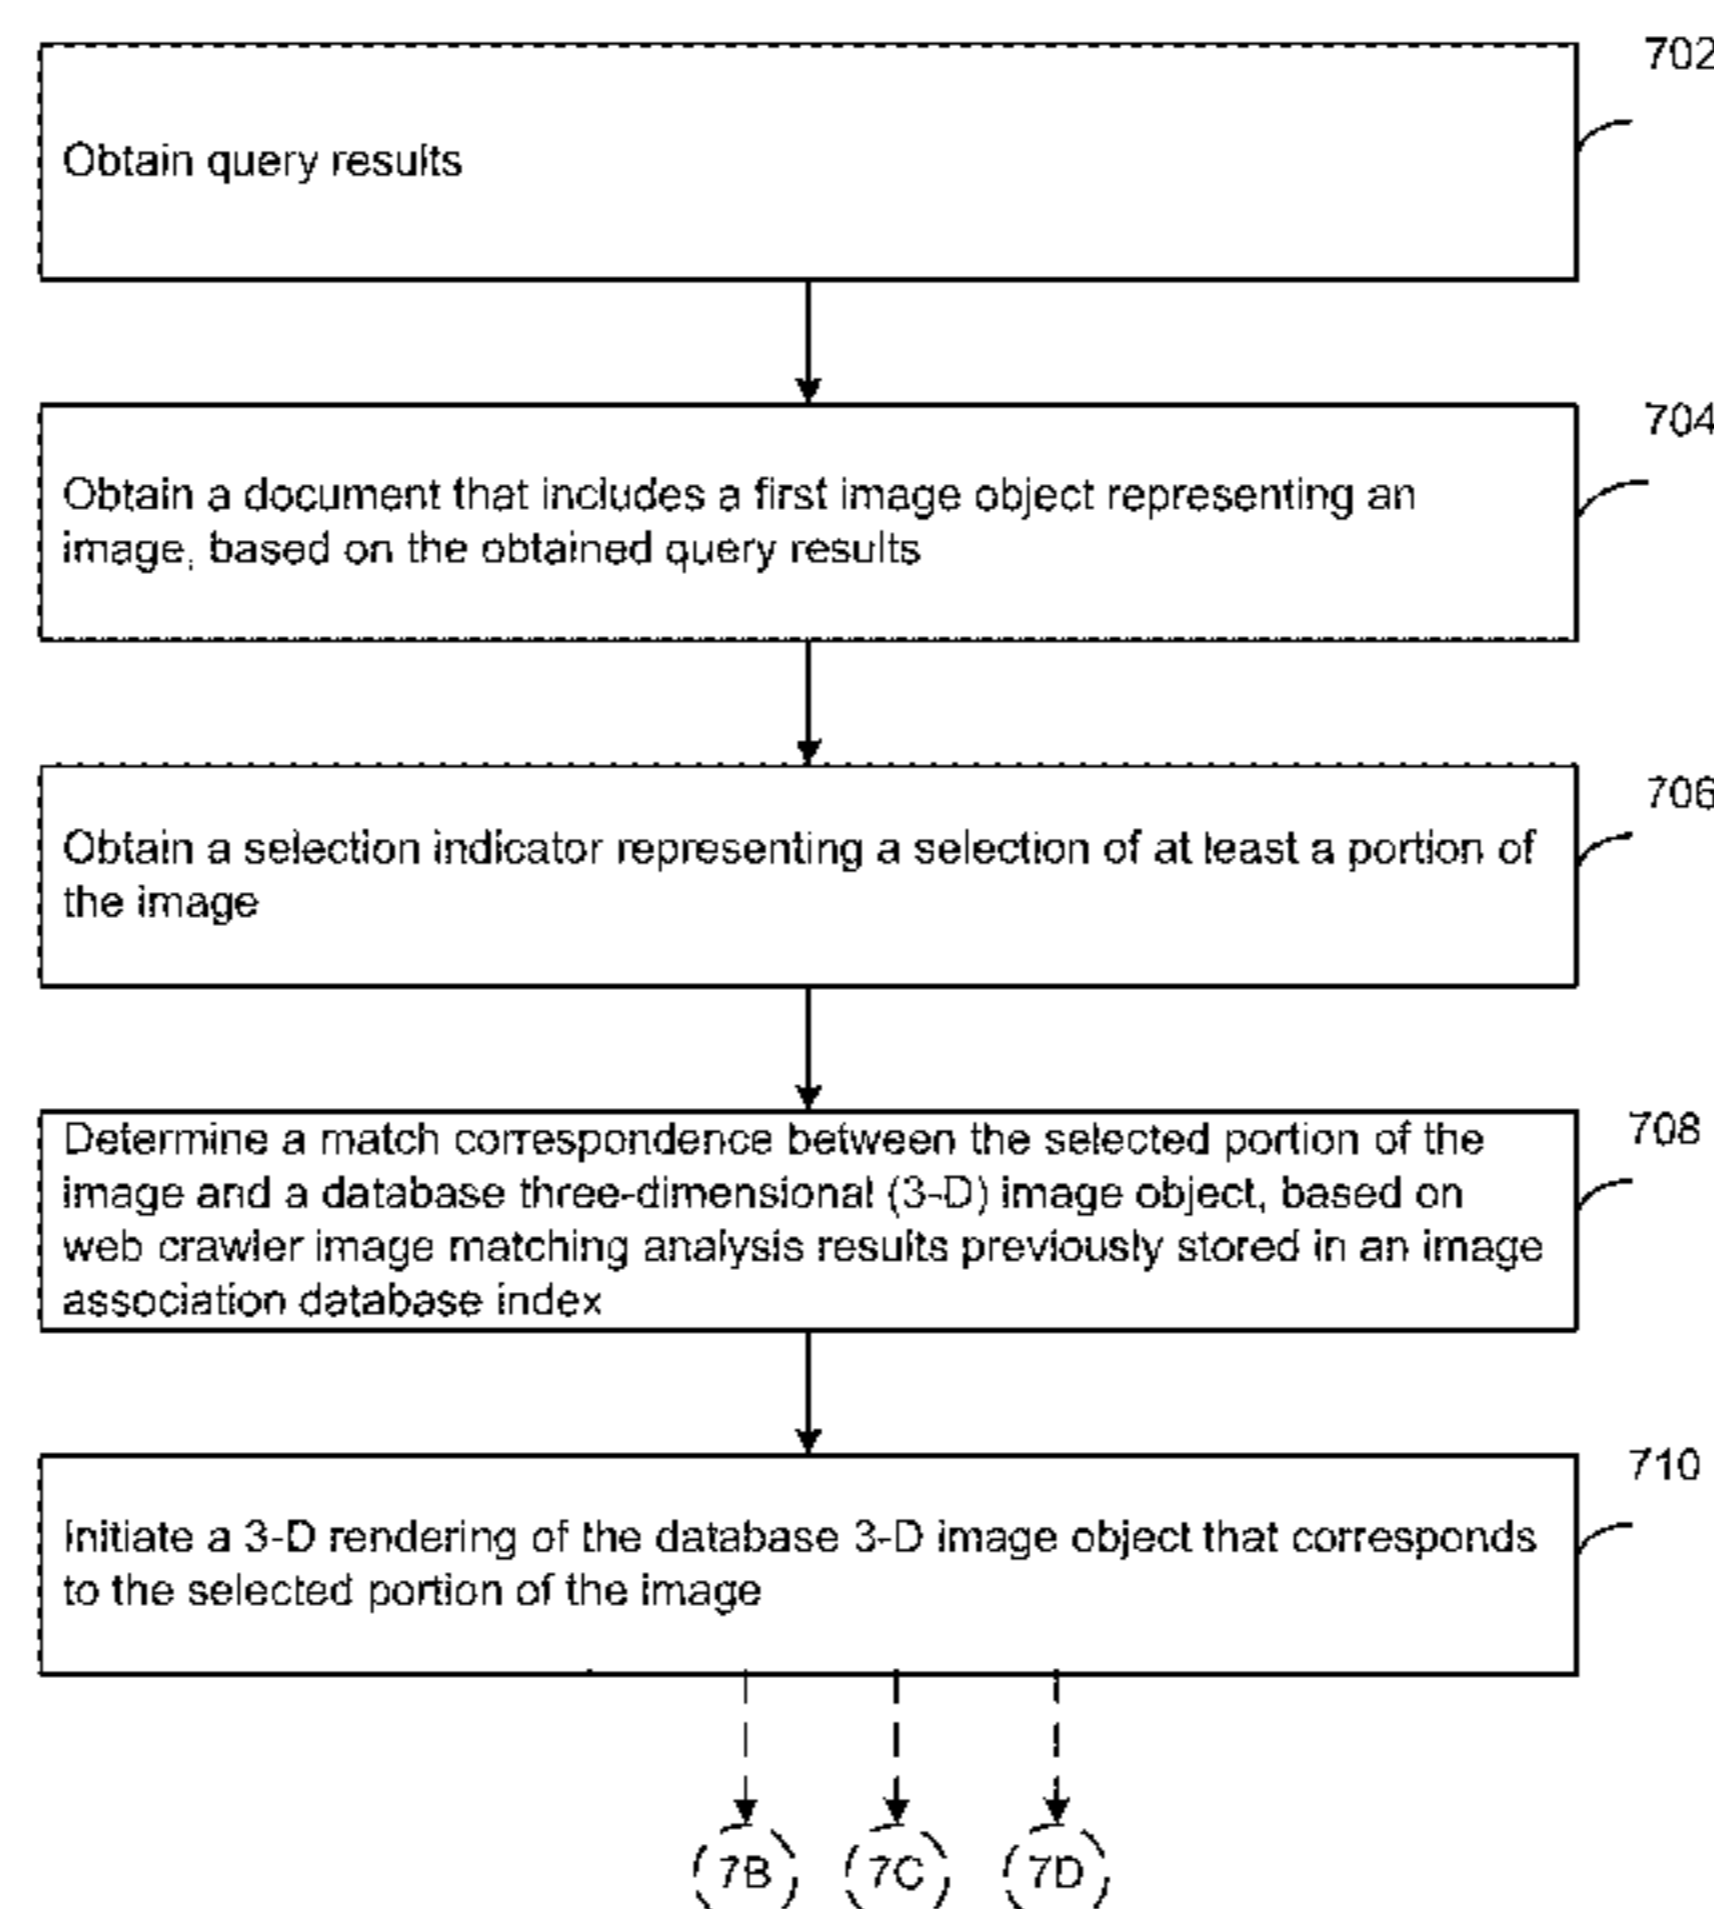 702
Obtain query results
704
Obtain a document that includes a first image object representing an
image, based on the obtained query results
706
Obtain a selection indicator representing a selection of at least a portion of
the image
708
Determine a match correspondence between the selected portion of the
image and a database three-dimensional (3-D) image object, based on
web crawler image matching analysis results previously stored in an image
association database index
710
Initiate a 3-D rendering of the database 3-D image object that corresponds
to the selected portion of the image
7B 7C 7D